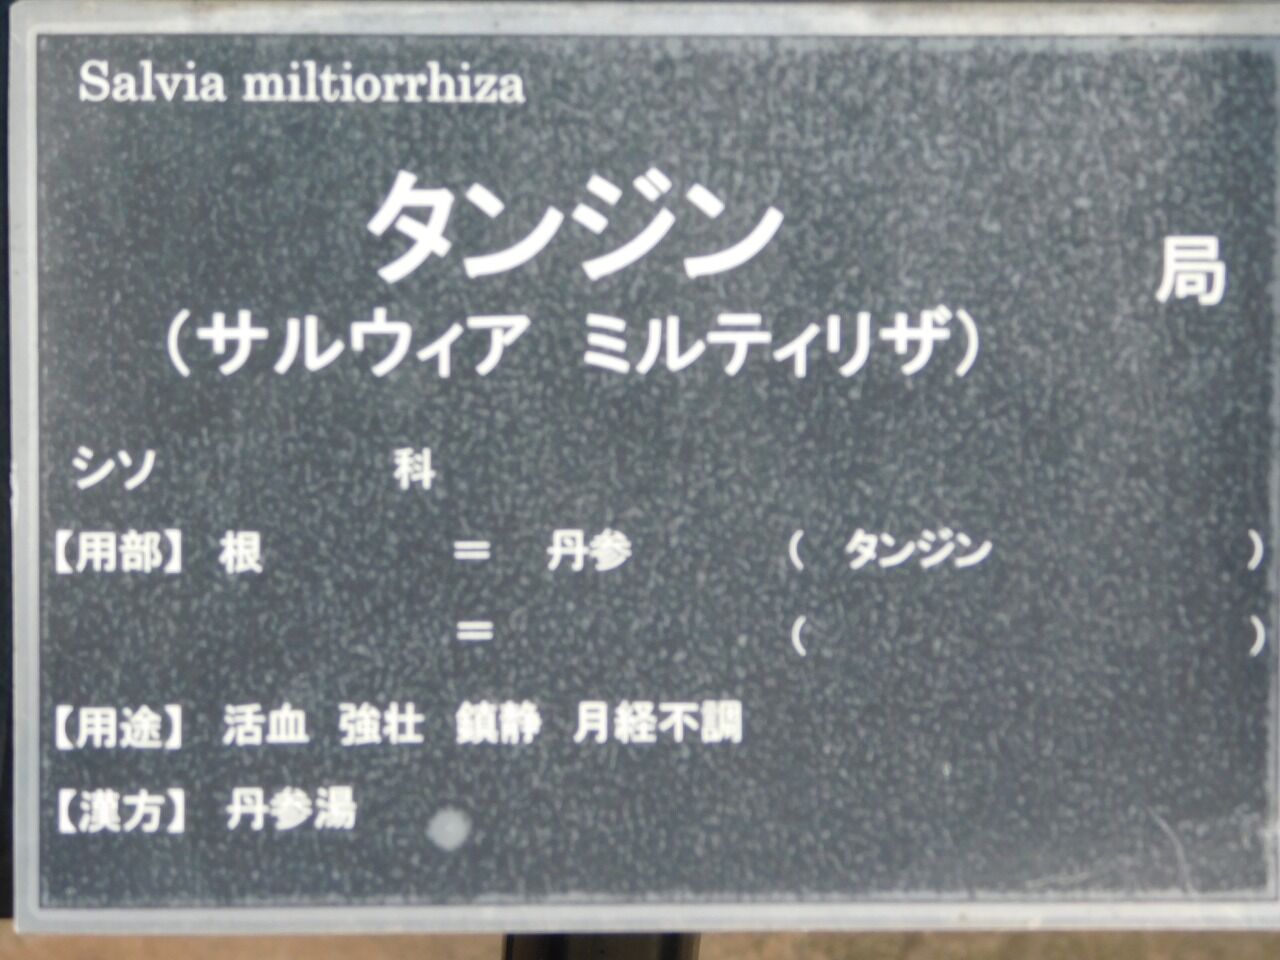 Salvia miltiorrhiza
タンジン
局
（サルウィア ミルティリザ）
シソ 科
【用部】 根 ＝ 丹参 （ タンジン ）
＝ （ ）
【用途】 活血 強壮 鎮静 月経不調
【漢方】 丹参湯